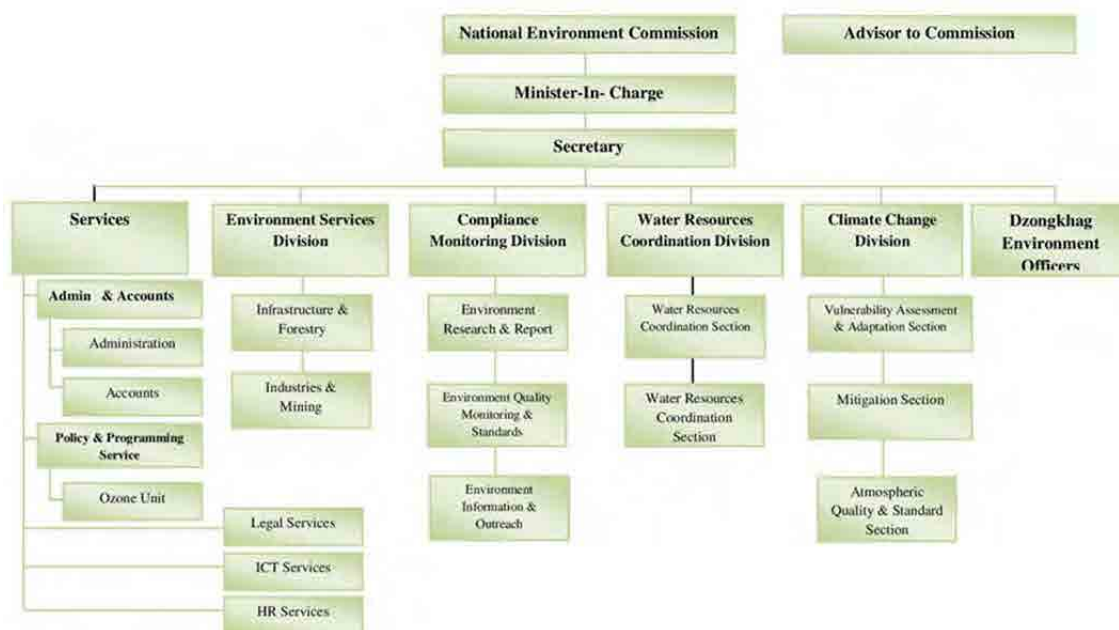 National Environment Commission
Advisor to Commission
Minister-In- Charge
Secretary
Services
Environment Services
Division
Compliance
Monitoring Division
Water Resources
Coordination Division
Climate Change
Division
Dzongkhag
Environment
Officers
Admin & Accounts
Administration
Accounts
Policy & Programming
Service
Ozone Unit
Legal Services
ICT Services
HR Services
Infrastructure &
Forestry
Industries &
Mining
Environment
Research & Report
Environment Quality
Monitoring &
Standards
Environment
Information &
Outreach
Water Resources
Coordination Section
Water Resources
Coordination
Section
Vulnerability Assessment
& Adaptation Section
Mitigation Section
Atmospheric
Quality & Standard
Section